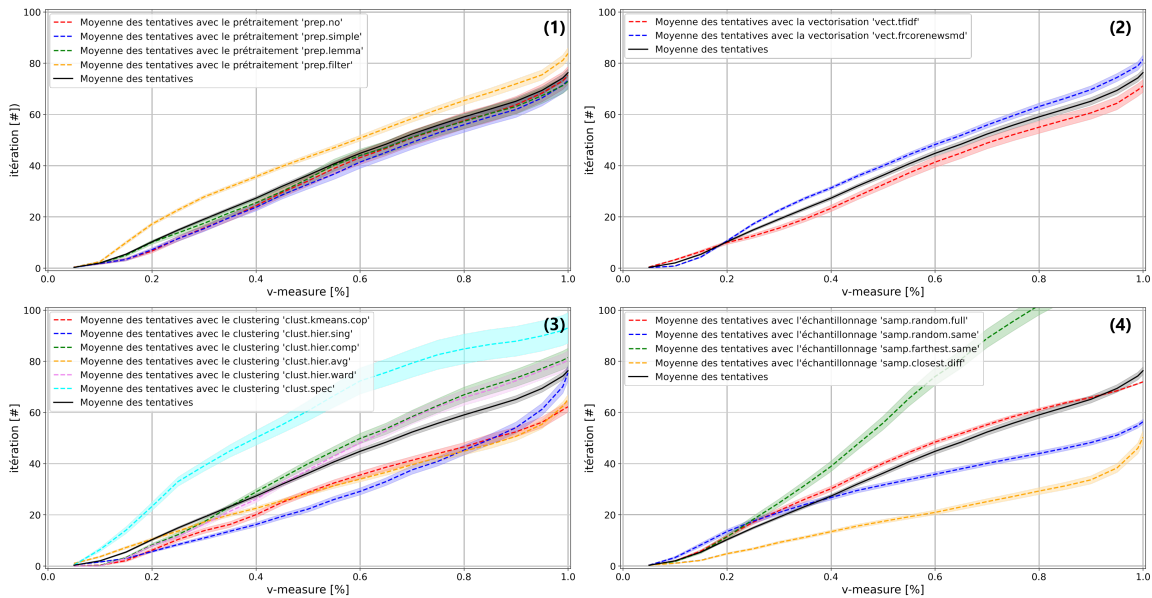 (1)
Moyenne des tentatives avec le prétraitement 'prep.no'
Moyenne des tentatives avec le prétraitement 'prep.simple'
Moyenne des tentatives avec le prétraitement 'prep.lemma'
Moyenne des tentatives avec le prétraitement 'prep.filter'
Moyenne des tentatives
itération [#])
100
80
60
40
20
0
0.0 0.2 0.4 0.6 0.8 1.0
v-measure [%]
(2)
Moyenne des tentatives avec la vectorisation 'vect.tfidf'
Moyenne des tentatives avec la vectorisation 'vect.frcorenewsmd'
Moyenne des tentatives
itération [#]
100
80
60
40
20
0
0.0 0.2 0.4 0.6 0.8 1.0
v-measure [%]
(3)
Moyenne des tentatives avec le clustering 'clust.kmeans.cop'
Moyenne des tentatives avec le clustering 'clust.hier.sing'
Moyenne des tentatives avec le clustering 'clust.hier.comp'
Moyenne des tentatives avec le clustering 'clust.hier.avg'
Moyenne des tentatives avec le clustering 'clust.hier.ward'
Moyenne des tentatives avec le clustering 'clust.spec'
Moyenne des tentatives
itération [#]
100
80
60
40
20
0
0.0 0.2 0.4 0.6 0.8 1.0
v-measure [%]
(4)
Moyenne des tentatives avec l'échantillonnage 'samp.random.full'
Moyenne des tentatives avec l'échantillonnage 'samp.random.same'
Moyenne des tentatives avec l'échantillonnage 'samp.farthest.same'
Moyenne des tentatives avec l'échantillonnage 'samp.closest.diff'
Moyenne des tentatives
itération [#]
100
80
60
40
20
0
0.0 0.2 0.4 0.6 0.8 1.0
v-measure [%]